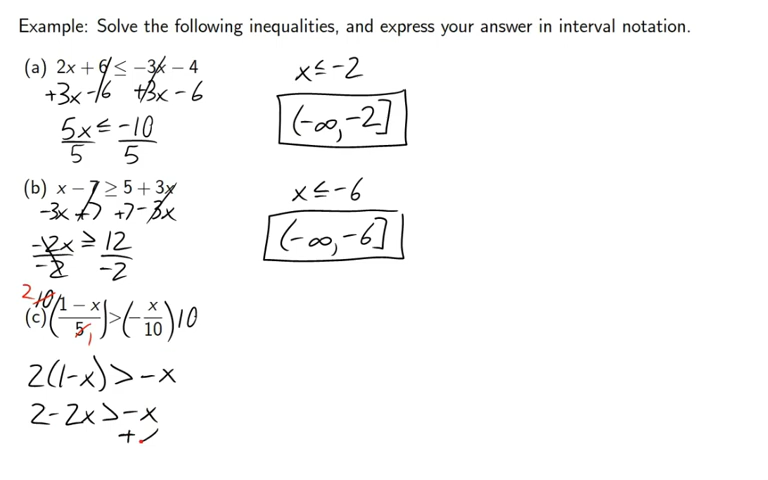 Example: Solve the following inequalities, and express your answer in interval notation.
(a) 2x + 6 ≤ −3x − 4
+3x −6 +3x − 6
5x ≤ −10
5 5
x ≤ −2
(−∞, −2]
(b) x − 7 ≥ 5 + 3x
−3x +7 +7 −3x
−2x ≥ 12
−2 −2
x ≤ −6
(−∞, −6]
2
(c) 10((1 − x)/5) > (−x/10)10
1
2(1−x) > −x
2 − 2x > −x
+